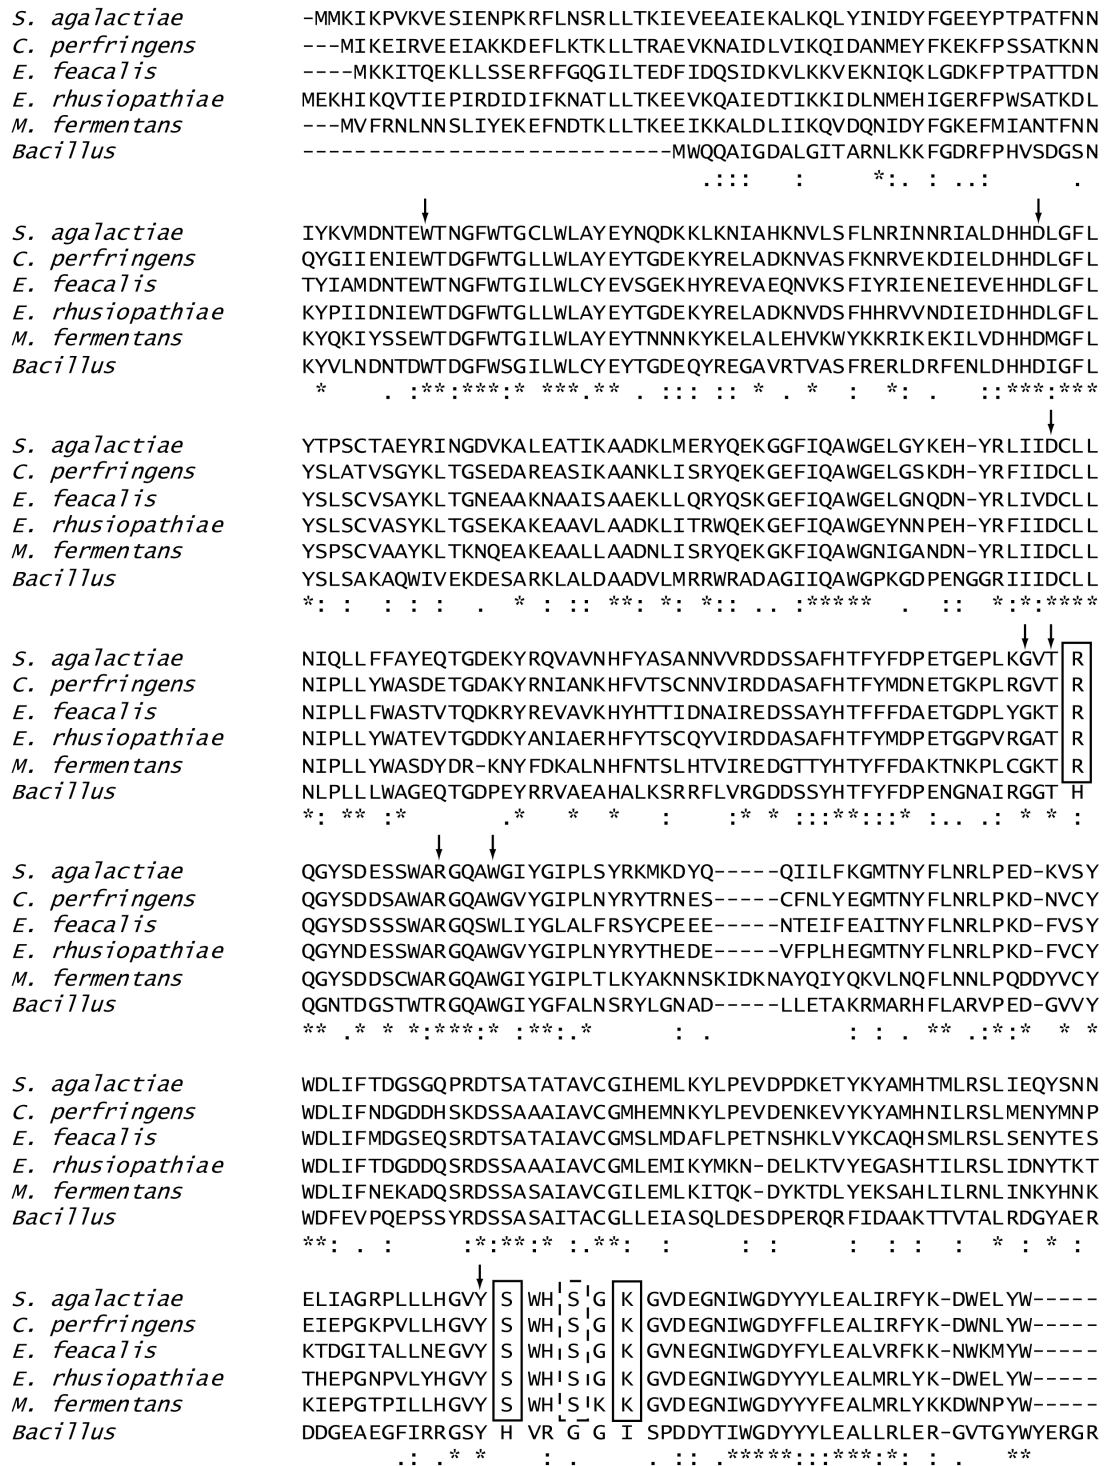 S. agalactiae -MMKIKPVKVESIENPKRFLNSRLLTKIEVEEAIEKALKQLYINIDYFGEEYPTPATFNN
C. perfringens ---MIKEIRVEEIAKKDEFLKTKLLTRAEVKNAIDLVIKQIDANMEYFKEKFPSSATKNN
E. feacalis ----MKKITQEKLLSSERFFGQGILTEDFIDQSIDKVLKKVEKNIQKLGDKFPTPATTDN
E. rhusiopathiae MEKHIKQVTIEPIRDIDIFKNATLLTKEEVKQAIEDTIKKIDLNMEHIGERFPWSATKDL
M. fermentans ---MVFRNLNNSLIYEKEFNDTKLLTKEEIKKALDLIIKQVDQNIDYFGKEFMIANTFNN
Bacillus ----------------------------MWQQAIGDALGITARNLKKFGDRFPHVSDGSN
.::: : *:. : ..: .
S. agalactiae IYKVMDNTEWTNGFWTGCLWLAYEYNQDKKLKNIAHKNVLSFLNRINNRIALDHHDLGFL
C. perfringens QYGIIENIEWTDGFWTGLLWLAYEYTGDEKYRELADKNVASFKNRVEKDIELDHHDLGFL
E. feacalis TYIAMDNTEWTNGFWTGILWLCYEVSGEKHYREVAEQNVKSFIYRIENEIEVEHHDLGFL
E. rhusiopathiae KYPIIDNIEWTDGFWTGLLWLAYEYTGDEKYRELADKNVDSFHHRVVNDIEIDHHDLGFL
M. fermentans KYQKIYSSEWTDGFWTGILWLAYEYTNNNKYKELALEHVKWYKKRIKEKILVDHHDMGFL
Bacillus KYVLNDNTDWTDGFWSGILWLCYEYTGDEQYREGAVRTVASFRERLDRFENLDHHDIGFL
* . :**:***:* ***.** . ::: :: * . * : *: . ::***:***
S. agalactiae YTPSCTAEYRINGDVKALEATIKAADKLMERYQEKGGFIQAWGELGYKEH-YRLIIDCLL
C. perfringens YSLATVSGYKLTGSEDAREASIKAANKLISRYQEKGEFIQAWGELGSKDH-YRFIIDCLL
E. feacalis YSLSCVSAYKLTGNEAAKNAAISAAEKLLQRYQSKGEFIQAWGELGNQDN-YRLIVDCLL
E. rhusiopathiae YSLSCVASYKLTGSEKAKEAAVLAADKLITRWQEKGEFIQAWGEYNNPEH-YRFIIDCLL
M. fermentans YSPSCVAAYKLTKNQEAKEAALLAADNLISRYQEKGKFIQAWGNIGANDN-YRLIIDCLL
Bacillus YSLSAKAQWIVEKDESARKLALDAADVLMRRWRADAGIIQAWGPKGDPENGGRIIIDCLL
*: : : : : . * : :: **: *: *:: .. :***** . :: *:*:****
S. agalactiae NIQLLFFAYEQTGDEKYRQVAVNHFYASANNVVRDDSSAFHTFYFDPETGEPLKGVT R
C. perfringens NIPLLYWASDETGDAKYRNIANKHFVTSCNNVIRDDASAFHTFYMDNETGKPLRGVT R
E. feacalis NIPLLFWASTVTQDKRYREVAVKHYHTTIDNAIREDSSAYHTFFFDAETGDPLYGKT R
E. rhusiopathiae NIPLLYWATEVTGDDKYANIAERHFYTSCQYVIRDDASAFHTFYMDPETGGPVRGAT R
M. fermentans NIPLLYWASDYDR-KNYFDKALNHFNTSLHTVIREDGTTYHTYFFDAKTNKPLCGKT R
Bacillus NLPLLLWAGEQTGDPEYRRVAEAHALKSRRFLVRGDDSSYHTFYFDPENGNAIRGGT H
*: ** :* .* * * : :* * :::**:::* :.. .: * * :
S. agalactiae QGYSDESSWARGQAWGIYGIPLSYRKMKDYQ-----QIILFKGMTNYFLNRLPED-KVSY
C. perfringens QGYSDDSAWARGQAWGVYGIPLNYRYTRNES-----CFNLYEGMTNYFLNRLPKD-NVCY
E. feacalis QGYSDSSSWARGQSWLIYGLALFRSYCPEEE-----NTEIFEAITNYFLNRLPKD-FVSY
E. rhusiopathiae QGYNDESSWARGQAWGVYGIPLNYRYTHEDE-----VFPLHEGMTNYFLNRLPKD-FVCY
M. fermentans QGYSDDSCWARGQAWGIYGIPLTLKYAKNNSKIDKNAYQIYQKVLNQFLNNLPQDDYVCY
Bacillus QGNTDGSTWTRGQAWGIYGFALNSRYLGNAD-----LLETAKRMARHFLARVPED-GVVY
** .* * *:***:* :**:.* : . : : . ** .:*:* * *
S. agalactiae WDLIFTDGSGQPRDTSATATAVCGIHEMLKYLPEVDPDKETYKYAMHTMLRSLIEQYSNN
C. perfringens WDLIFNDGDDHSKDSSAAAIAVCGMHEMNKYLPEVDENKEVYKYAMHNILRSLMENYMNP
E. feacalis WDLIFMDGSEQSRDTSATAIAVCGMSLMDAFLPETNSHKLVYKCAQHSMLRSLSENYTES
E. rhusiopathiae WDLIFTDGDDQSRDSSAAAIAVCGMLEMIKYMKN-DELKTVYEGASHTILRSLIDNYTKT
M. fermentans WDLIFNEKADQSRDSSASAIAVCGILEMLKITQK-DYKTDLYEKSAHLILRNLINKYHNK
Bacillus WDFEVPQEPSSYRDSSASAITACGLLEIASQLDESDPERQRFIDAAKTTVTALRDGYAER
**: . : :*:**:* :.**: : : : : : : * : * :
S. agalactiae ELIAGRPLLLHGVY S WH S G K GVDEGNIWGDYYYLEALIRFYK-DWELYW-----
C. perfringens EIEPGKPVLLHGVY S WH S G K GVDEGNIWGDYFFLEALIRFYK-DWNLYW-----
E. feacalis KTDGITALLNEGVY S WH S G K GVNEGNIWGDYFYLEALVRFKK-NWKMYW-----
E. rhusiopathiae THEPGNPVLYHGVY S WH S G K GVDEGNIWGDYYYLEALMRLYK-DWNKYW-----
M. fermentans KIEPGTPILLHGVY S WH S K K GVDEGNIWGDYYYFEALMRLYKKDWNPYW-----
Bacillus DDGEAEGFIRRGSY H VR G G I SPDDYTIWGDYYYLEALLRLER-GVTGYWYERGR
.: * * : . . :: .*****:::***:*: : **